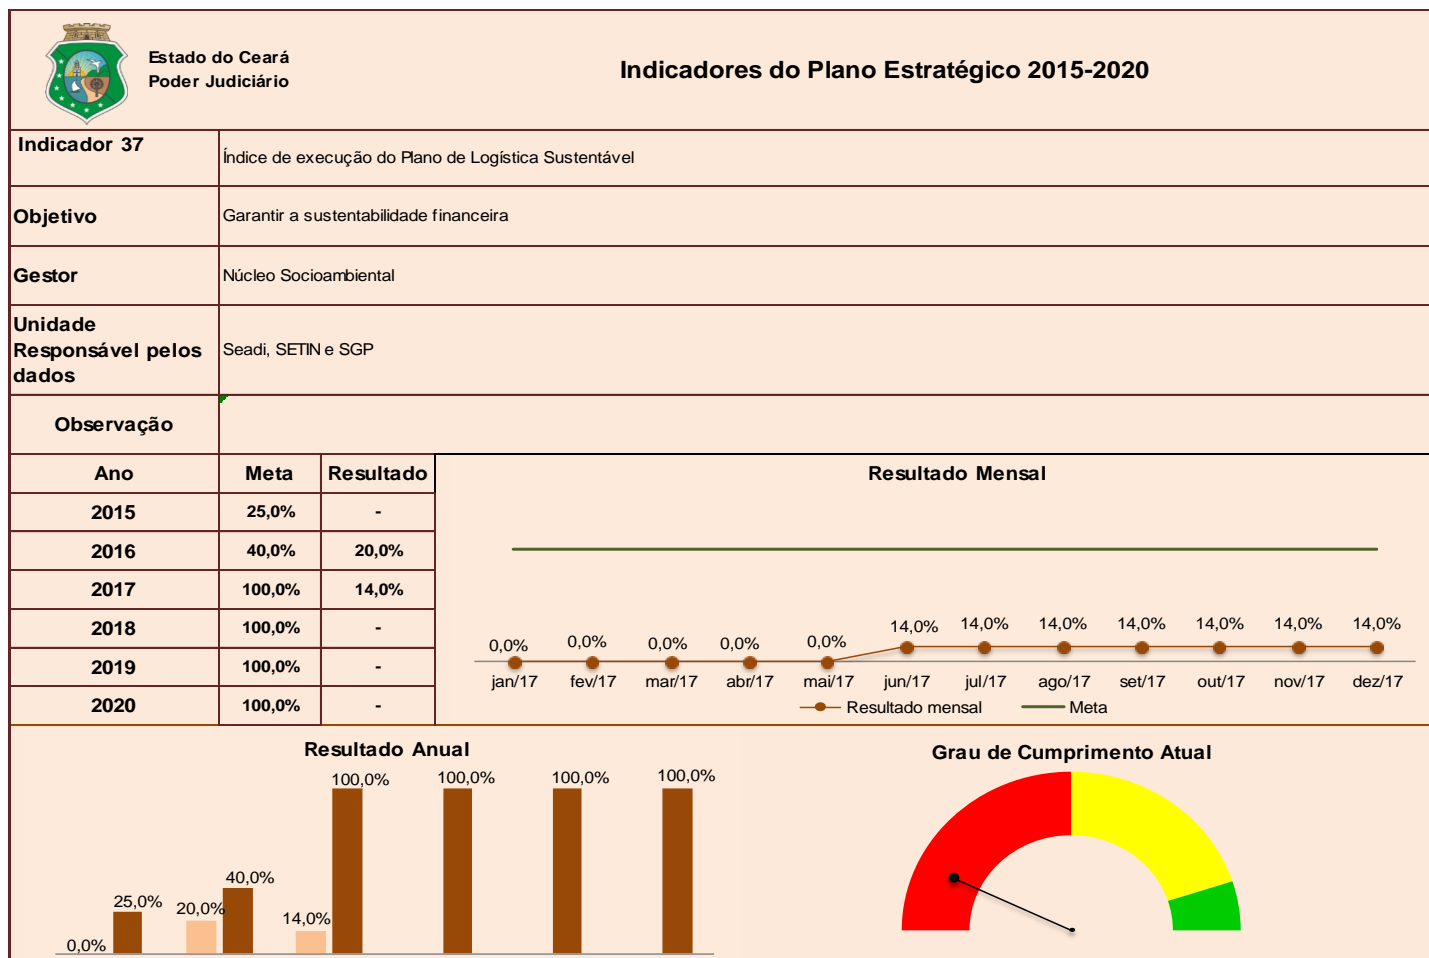 Estado do Ceará
Poder Judiciário
Indicadores do Plano Estratégico 2015-2020
Indicador 37
Índice de execução do Plano de Logística Sustentável
Objetivo
Garantir a sustentabilidade financeira
Gestor
Núcleo Socioambiental
Unidade
Responsável pelos
dados
Seadi, SETIN e SGP
Observação
Ano Meta Resultado
2015 25,0% -
2016 40,0% 20,0%
2017 100,0% 14,0%
2018 100,0% -
2019 100,0% -
2020 100,0% -
Resultado Mensal
0,0% 0,0% 0,0% 0,0% 0,0% 14,0% 14,0% 14,0% 14,0% 14,0% 14,0% 14,0%
jan/17 fev/17 mar/17 abr/17 mai/17 jun/17 jul/17 ago/17 set/17 out/17 nov/17 dez/17
Resultado mensal Meta
Resultado Anual
100,0% 100,0% 100,0% 100,0%
40,0%
25,0% 20,0%
14,0%
0,0%
Grau de Cumprimento Atual